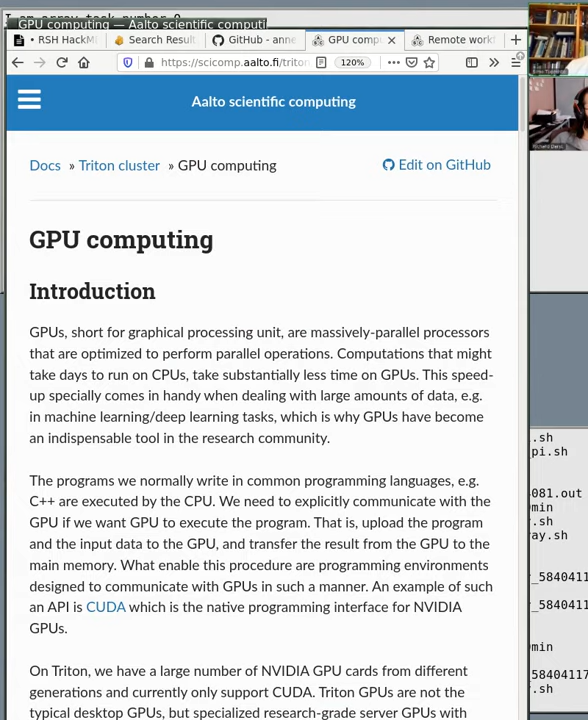 I am array task number 0
GPU computing — Aalto scientific computi
• RSH HackM
Search Result
GitHub - anne
GPU comp
Remote work
https://scicomp.aalto.fi/triton
120%
Aalto scientific computing
Docs » Triton cluster » GPU computing
Edit on GitHub
GPU computing
Introduction
GPUs, short for graphical processing unit, are massively-parallel processors
that are optimized to perform parallel operations. Computations that might
take days to run on CPUs, take substantially less time on GPUs. This speed-
up specially comes in handy when dealing with large amounts of data, e.g.
in machine learning/deep learning tasks, which is why GPUs have become
an indispensable tool in the research community.
The programs we normally write in common programming languages, e.g.
C++ are executed by the CPU. We need to explicitly communicate with the
GPU if we want GPU to execute the program. That is, upload the program
and the input data to the GPU, and transfer the result from the GPU to the
main memory. What enable this procedure are programming environments
designed to communicate with GPUs in such a manner. An example of such
an API is CUDA which is the native programming interface for NVIDIA
GPUs.
On Triton, we have a large number of NVIDIA GPU cards from different
generations and currently only support CUDA. Triton GPUs are not the
typical desktop GPUs, but specialized research-grade server GPUs with
.sh
pi.sh
081.out
min
.sh
ay.sh
_5840411
_5840411
min
_58404117
.sh